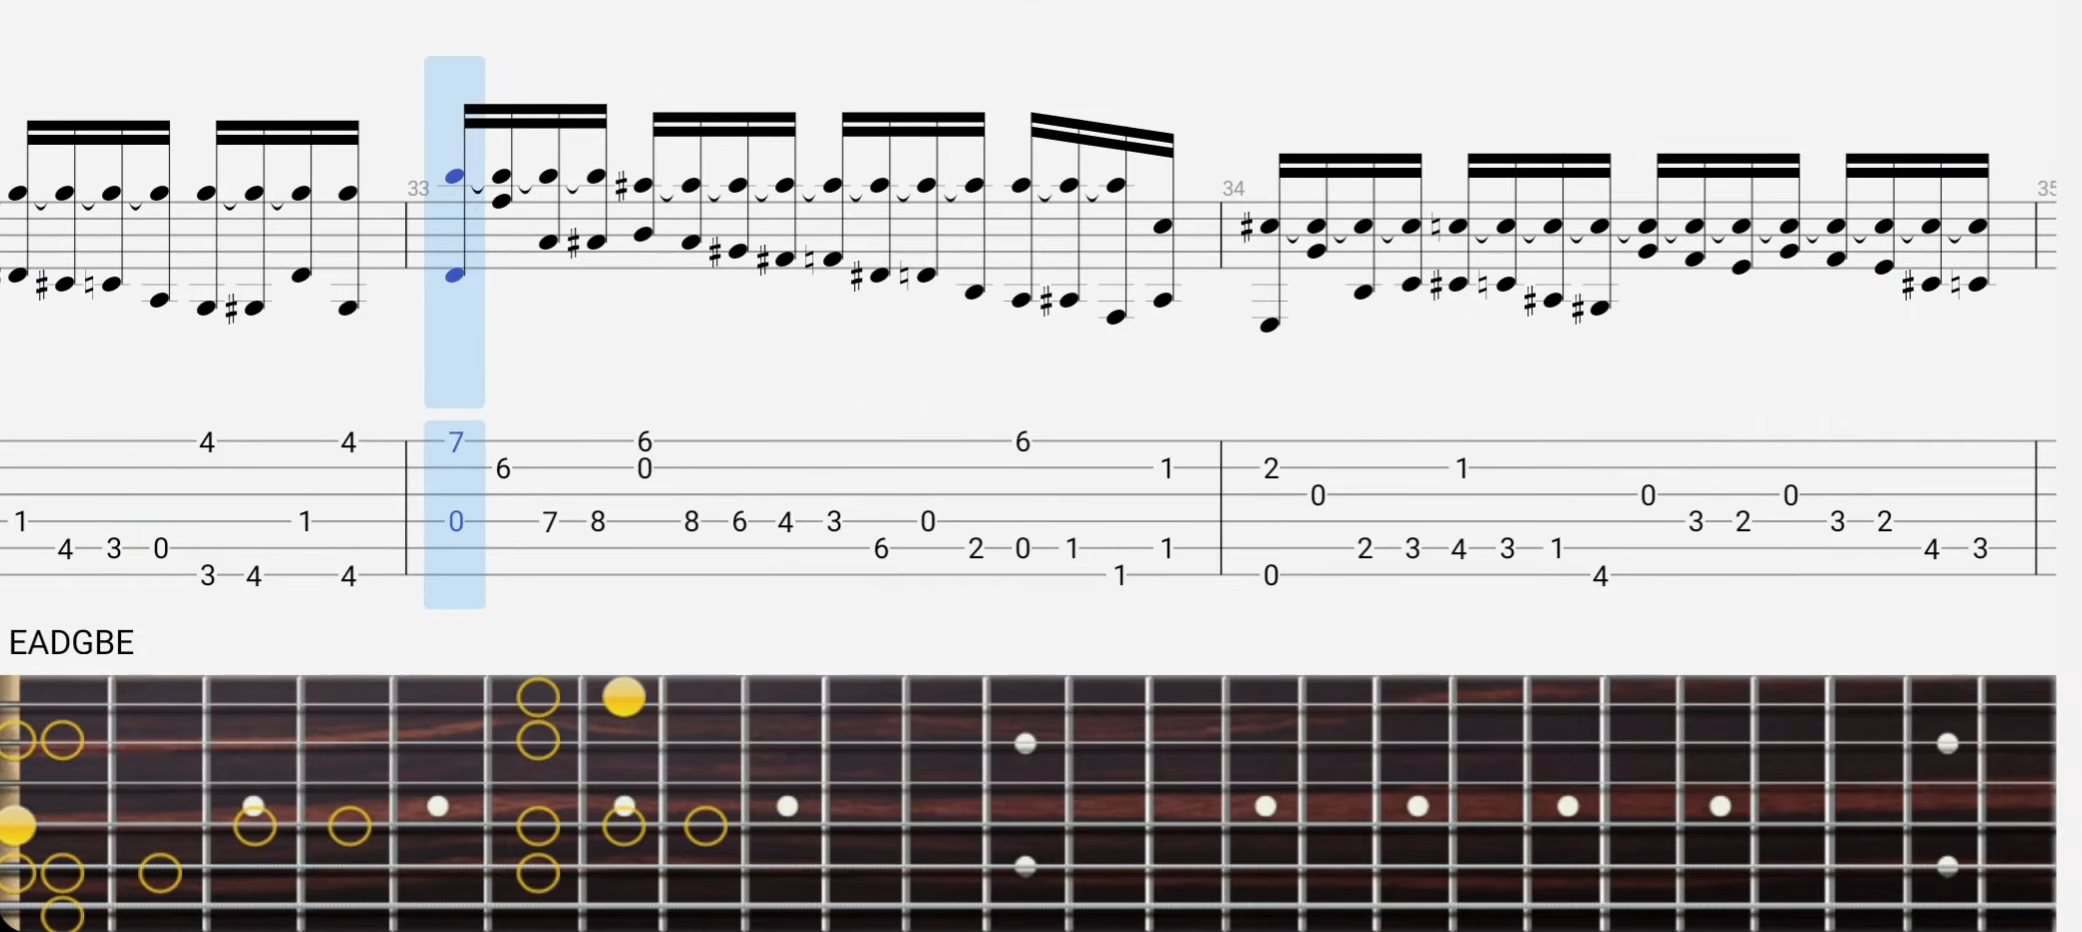 33 34 35
4 4 7 6 6
6 0 1 2 1
0 0 0
1 1 0 7 8 8 6 4 3 0 3 2 3 2
4 3 0 6 2 0 1 1 2 3 4 3 1 4 3
3 4 4 1 0 4
EADGBE